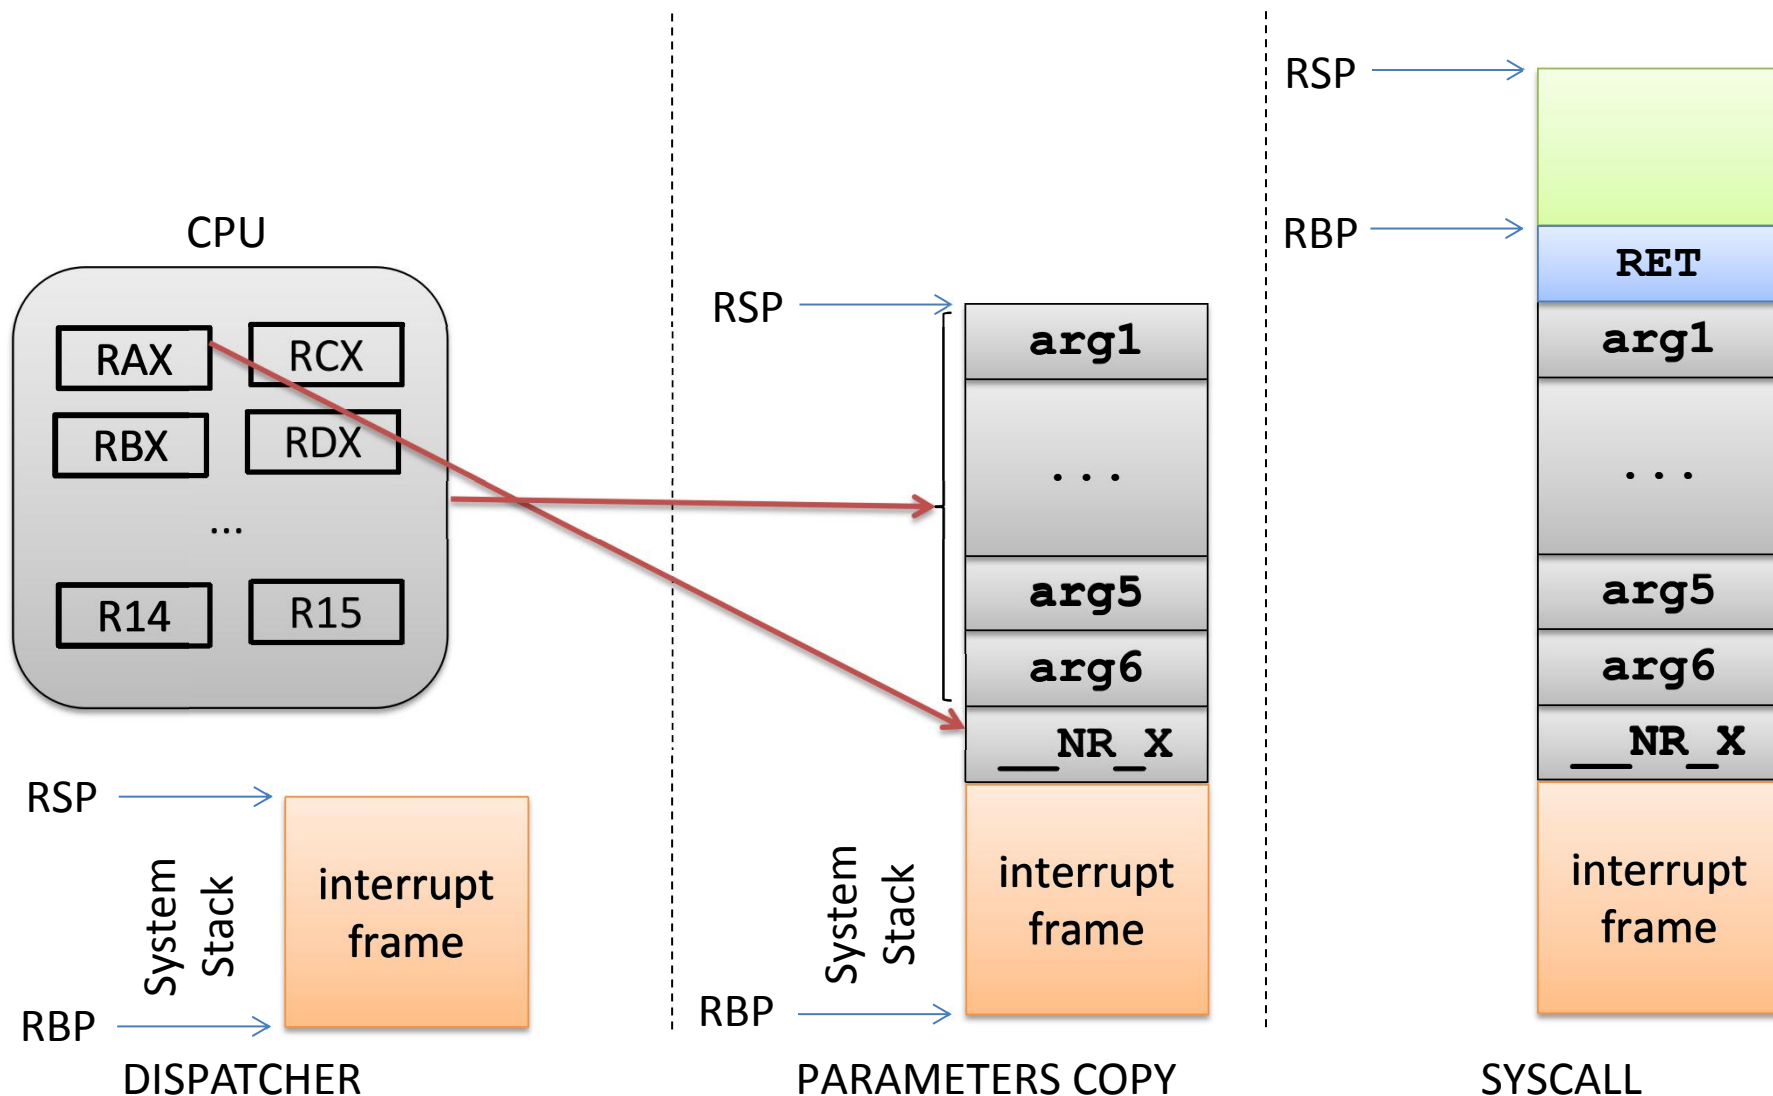 CPU
RAX
RCX
RBX
RDX
...
R14
R15
RSP
System
Stack
interrupt
frame
RBP
DISPATCHER
RSP
arg1
...
arg5
arg6
__NR_X
System
Stack
interrupt
frame
RBP
PARAMETERS COPY
RSP
RBP
RET
arg1
...
arg5
arg6
__NR_X
interrupt
frame
SYSCALL